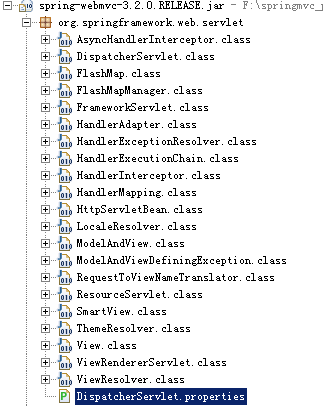 spring-webmvc-3.2.0.RELEASE.jar - F:\springmvc_
org.springframework.web.servlet
AsyncHandlerInterceptor.class
DispatcherServlet.class
FlashMap.class
FlashMapManager.class
FrameworkServlet.class
HandlerAdapter.class
HandlerExceptionResolver.class
HandlerExecutionChain.class
HandlerInterceptor.class
HandlerMapping.class
HttpServletBean.class
LocaleResolver.class
ModelAndView.class
ModelAndViewDefiningException.class
RequestToViewNameTranslator.class
ResourceServlet.class
SmartView.class
ThemeResolver.class
View.class
ViewRendererServlet.class
ViewResolver.class
DispatcherServlet.properties